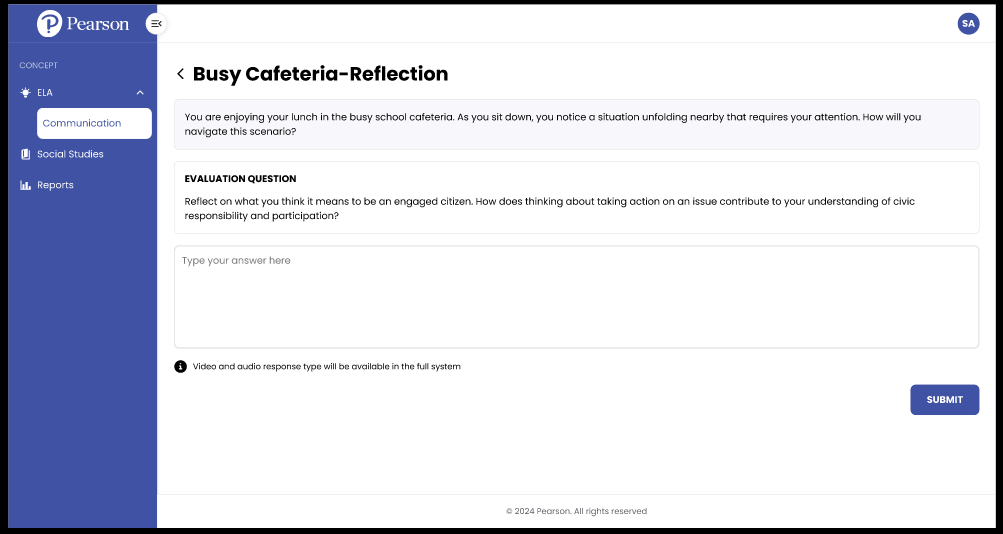 Pearson
SA
CONCEPT
ELA
Communication
Social Studies
Reports
Busy Cafeteria-Reflection
You are enjoying your lunch in the busy school cafeteria. As you sit down, you notice a situation unfolding nearby that requires your attention. How will you
navigate this scenario?
EVALUATION QUESTION
Reflect on what you think it means to be an engaged citizen. How does thinking about taking action on an issue contribute to your understanding of civic
responsibility and participation?
Type your answer here
Video and audio response type will be available in the full system
SUBMIT
© 2024 Pearson. All rights reserved